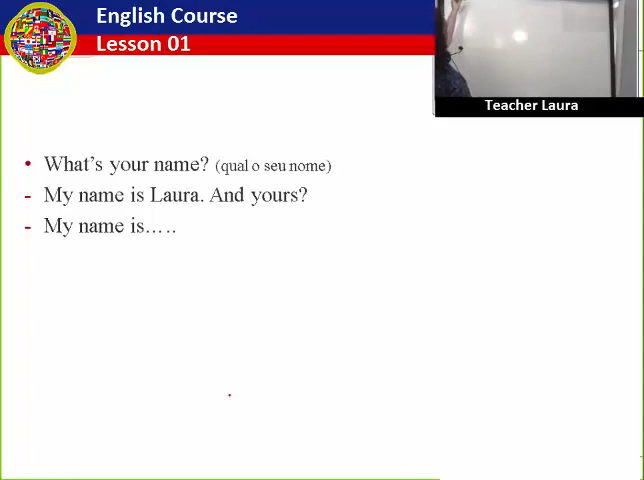 English Course
Lesson 01
Teacher Laura
• What's your name? (qual o seu nome)
- My name is Laura. And yours?
- My name is.....